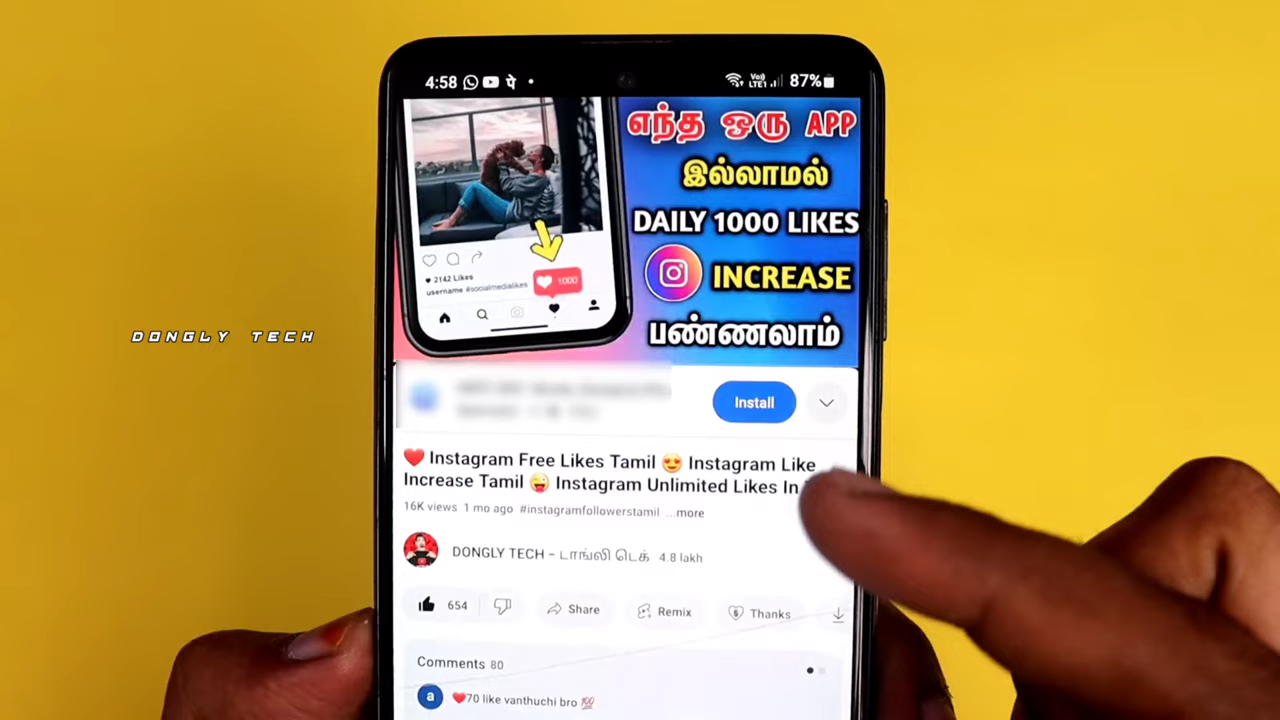 4:58
LTE1
87%
எந்த ஒரு APP
இல்லாமல்
DAILY 1000 LIKES
INCREASE
பண்ணலாம்
2142 Likes
username #socialmedialikes
1000
Install
DONGLY TECH
❤️ Instagram Free Likes Tamil 😍 Instagram Like
Increase Tamil 😜 Instagram Unlimited Likes In
16K views 1 mo ago #instagramfollowerstamil ...more
DONGLY TECH – டாங்லி டெக் 4.8 lakh
654 Share Remix Thanks
Comments 80
a ❤️70 like vanthuchi bro 💯